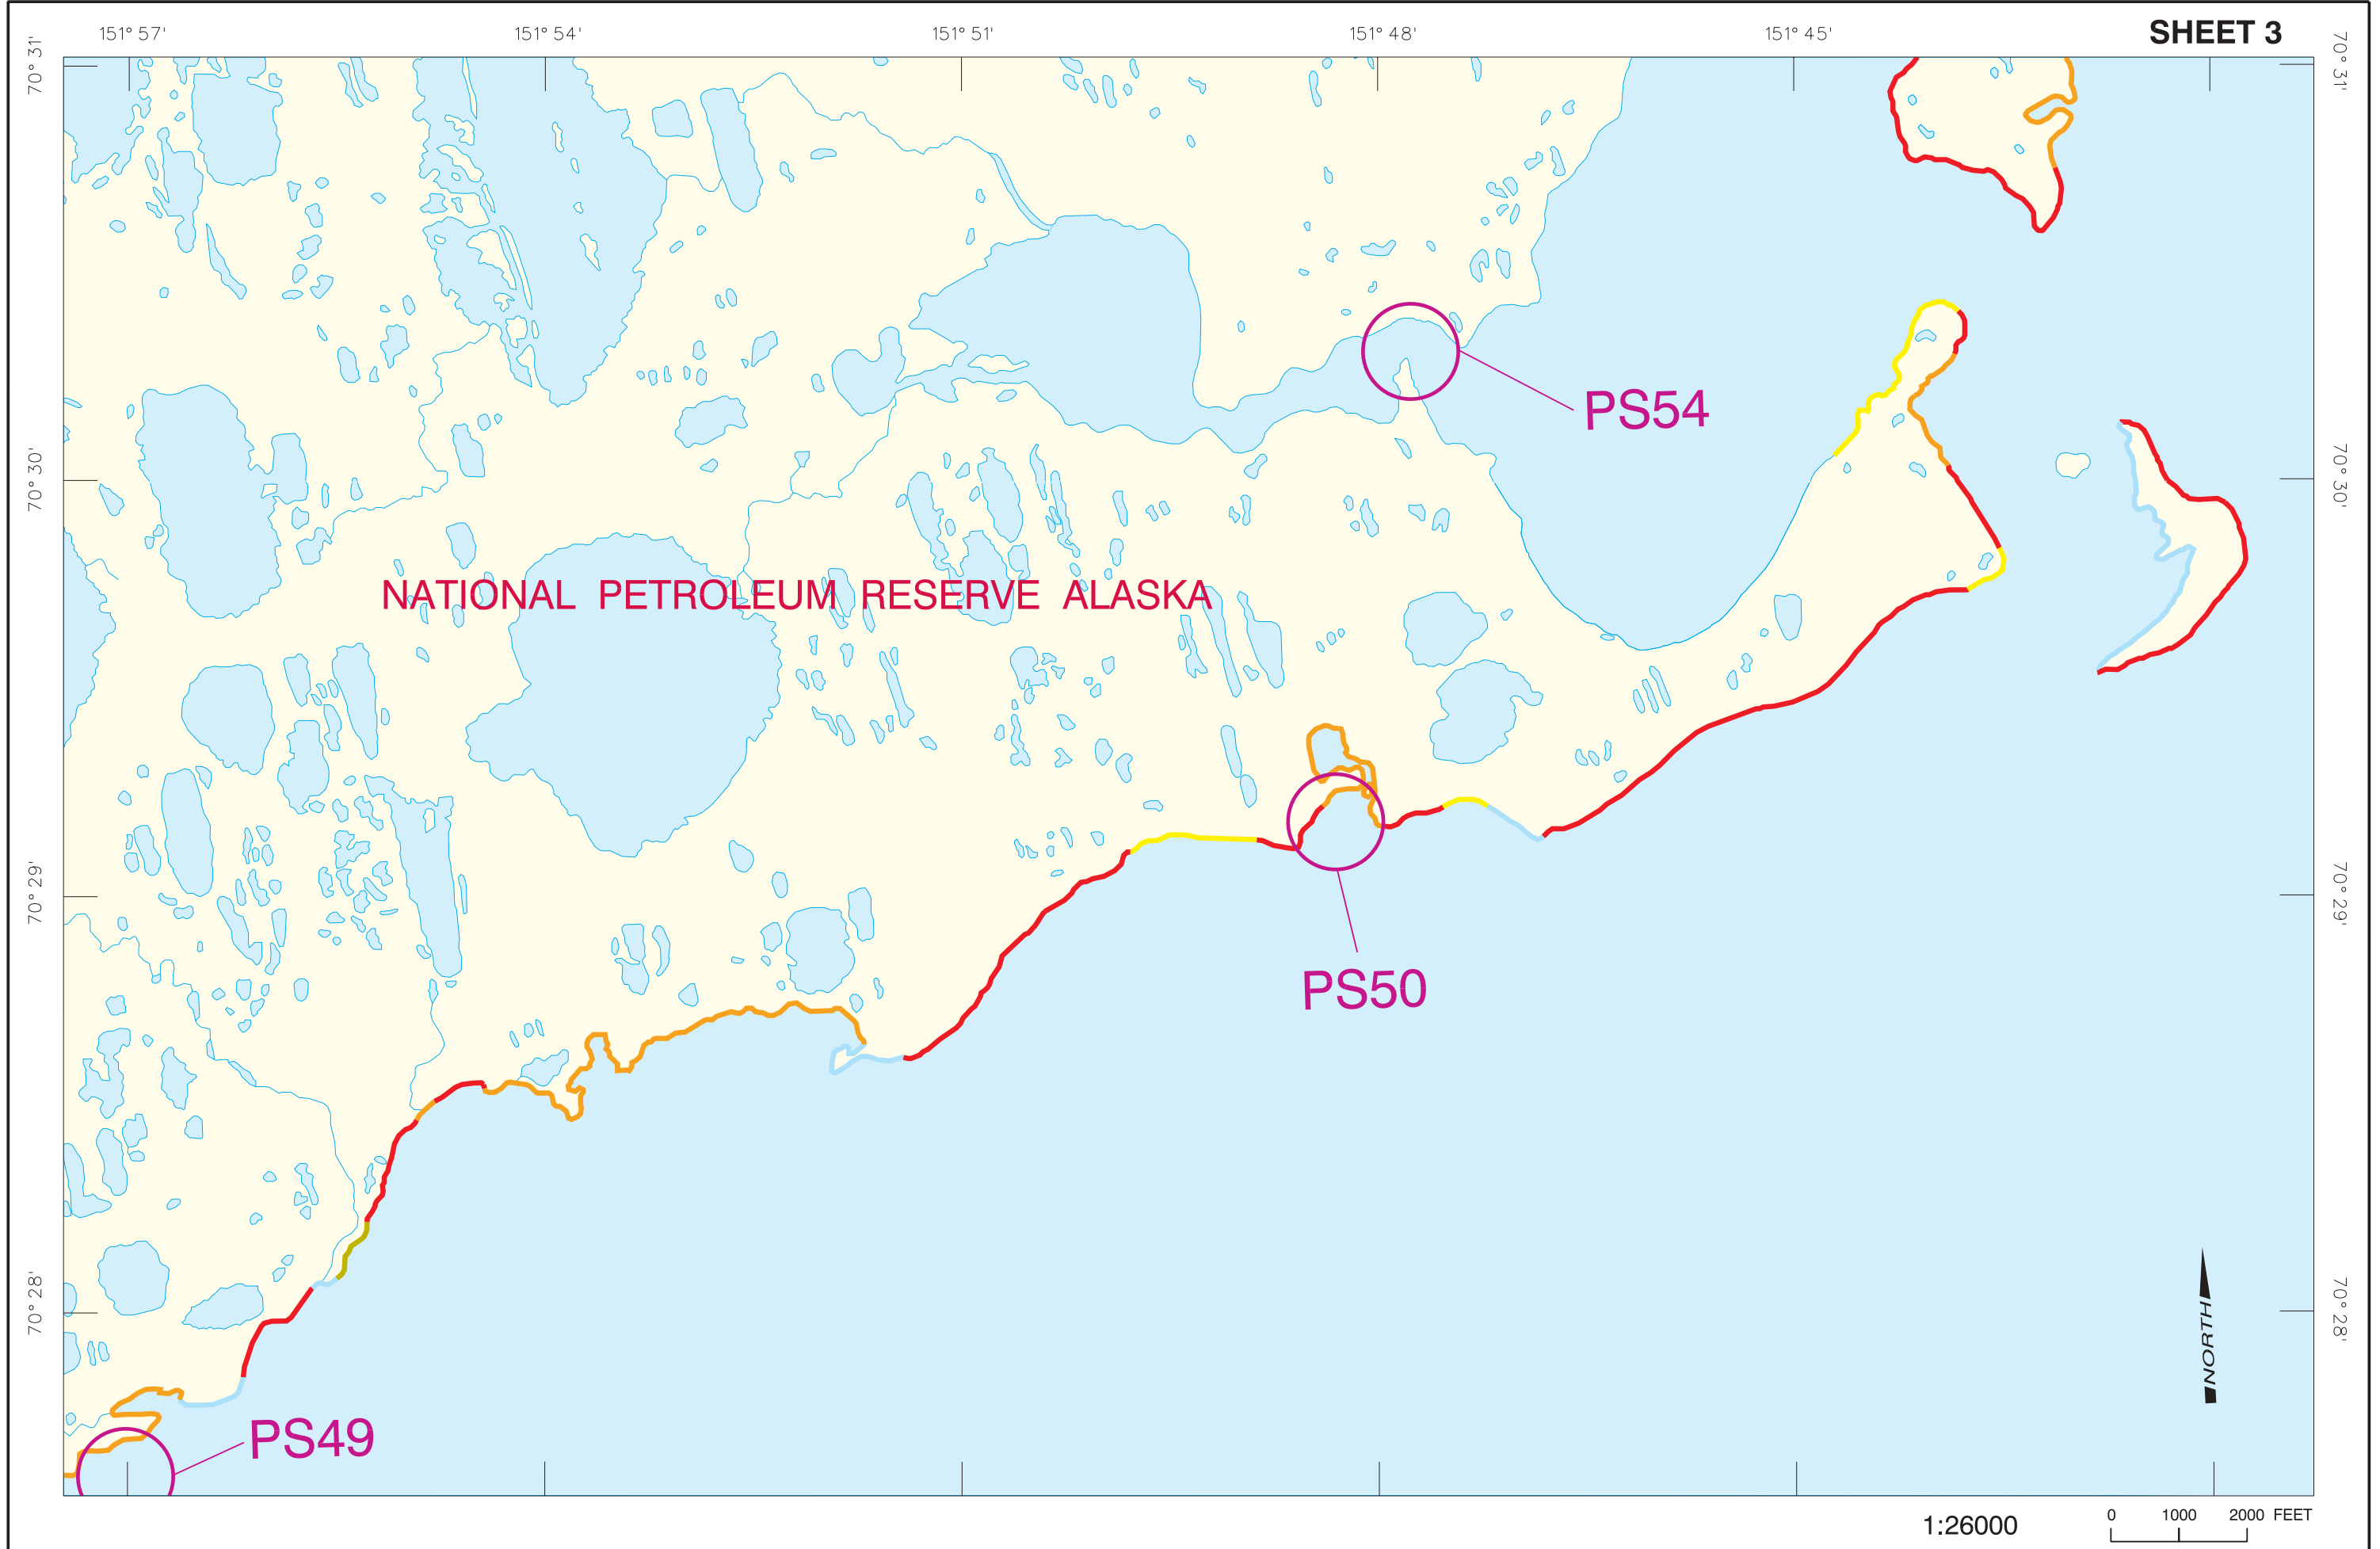 151° 57'
151° 54'
151° 51'
151° 48'
151° 45'
SHEET 3
70° 31'
70° 31'
PS54
70° 30'
70° 30'
NATIONAL PETROLEUM RESERVE ALASKA
70° 29'
70° 29'
PS50
70° 28'
70° 28'
NORTH
PS49
1:26000
0 1000 2000 FEET